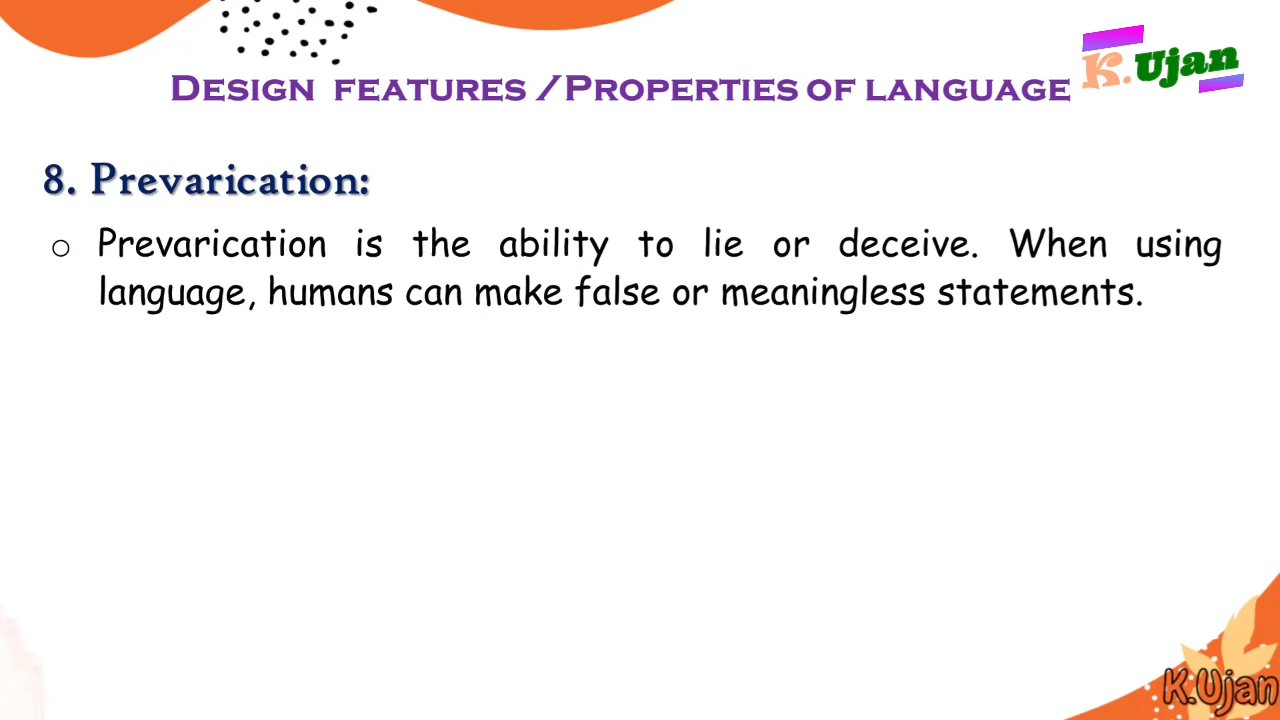 Design features /Properties of language
K.Ujan
8. Prevarication:
o Prevarication is the ability to lie or deceive. When using
language, humans can make false or meaningless statements.
K.Ujan